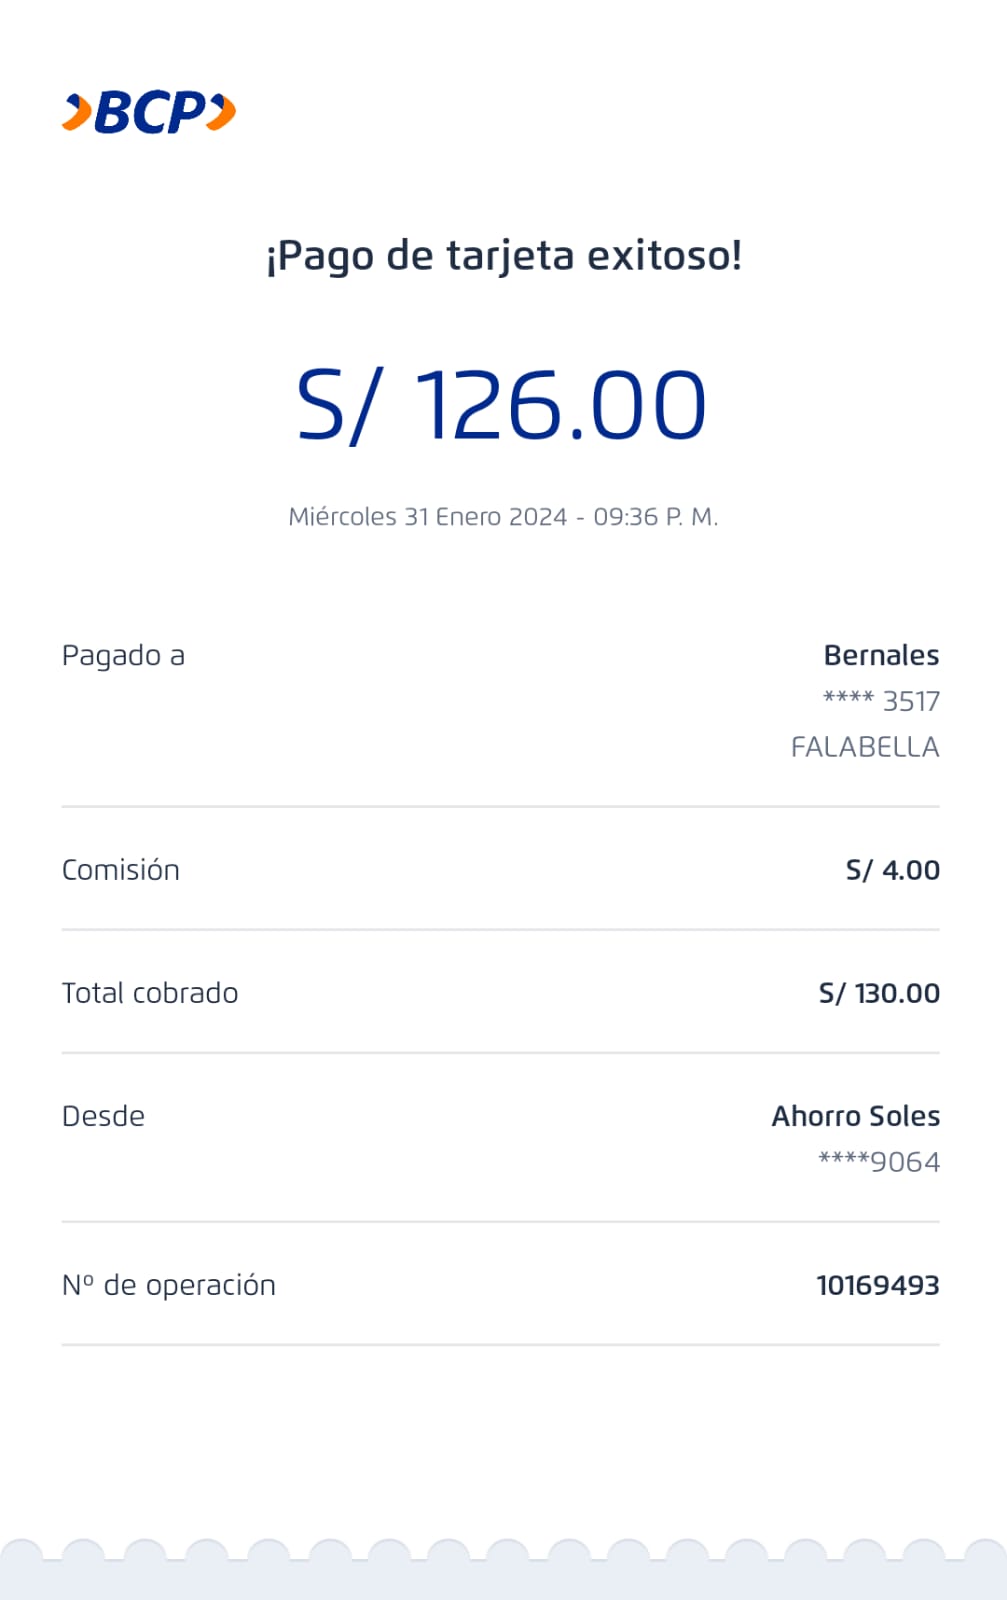 BCP
¡Pago de tarjeta exitoso!
S/ 126.00
Miércoles 31 Enero 2024 - 09:36 P. M.
Pagado a Bernales
**** 3517
FALABELLA
Comisión S/ 4.00
Total cobrado S/ 130.00
Desde Ahorro Soles
****9064
Nº de operación 10169493